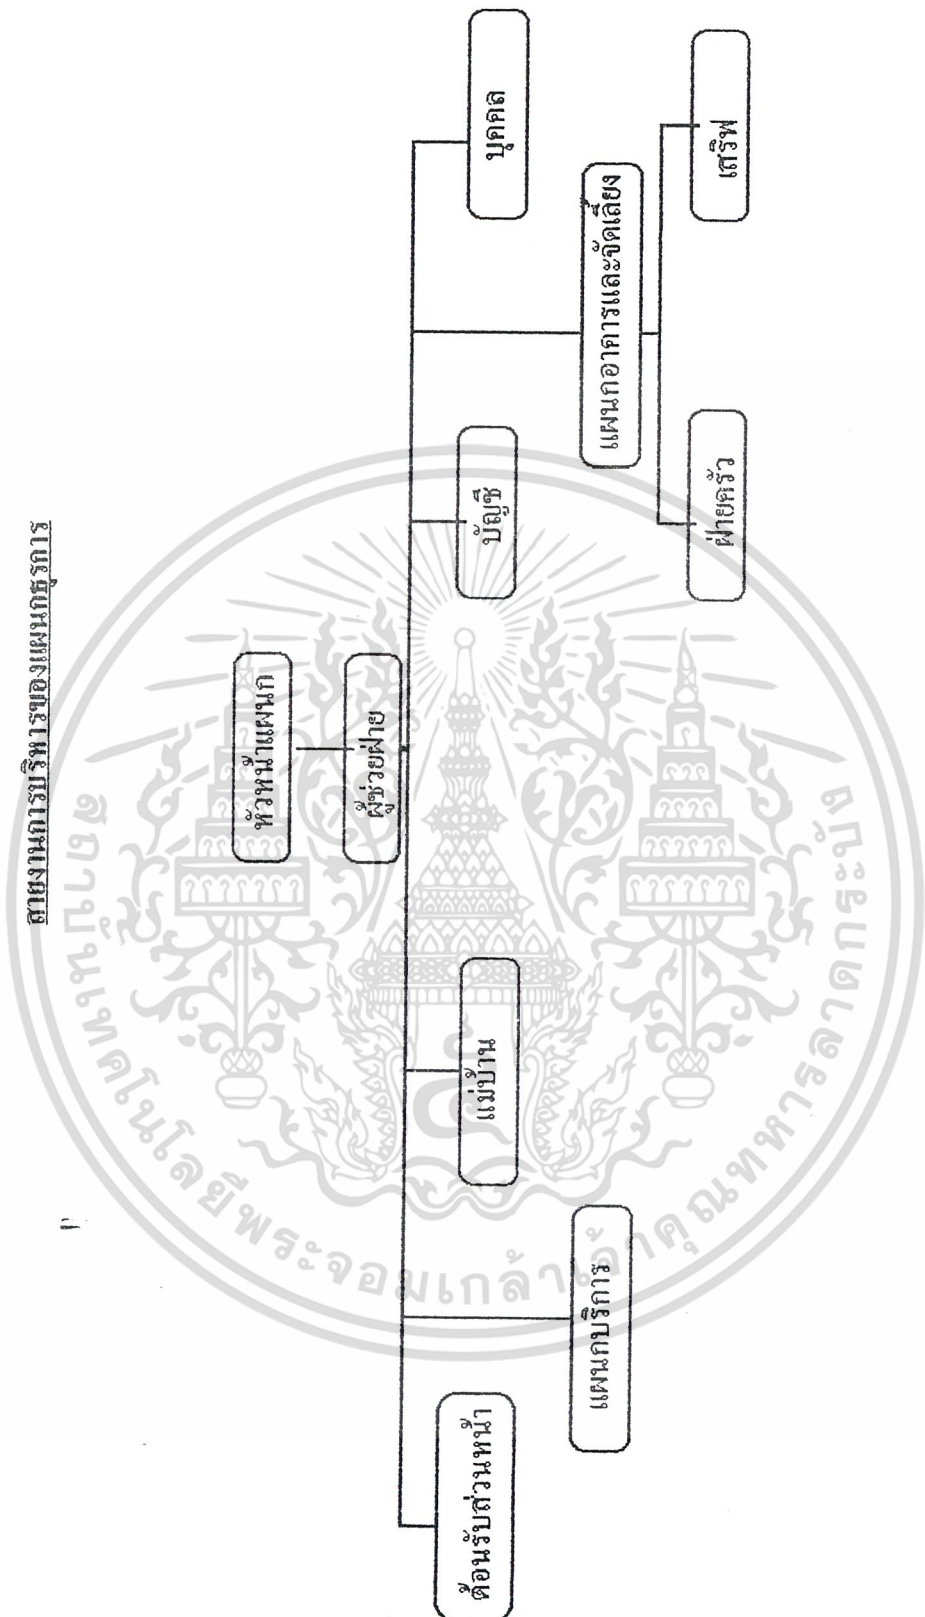 สายงานการบริหารของแผนกธุรการ
หัวหน้าแผนก
ผู้ช่วยฝ่าย
ต้อนรับส่วนหน้า
แผนกบริการ
แม่บ้าน
บัญชี
แผนกอาคารและจัดเลี้ยง
บุคคล
ฝ่ายครัว
เสริฟ
สถาบันเทคโนโลยีพระจอมเกล้าเจ้าคุณทหารลาดกระบัง